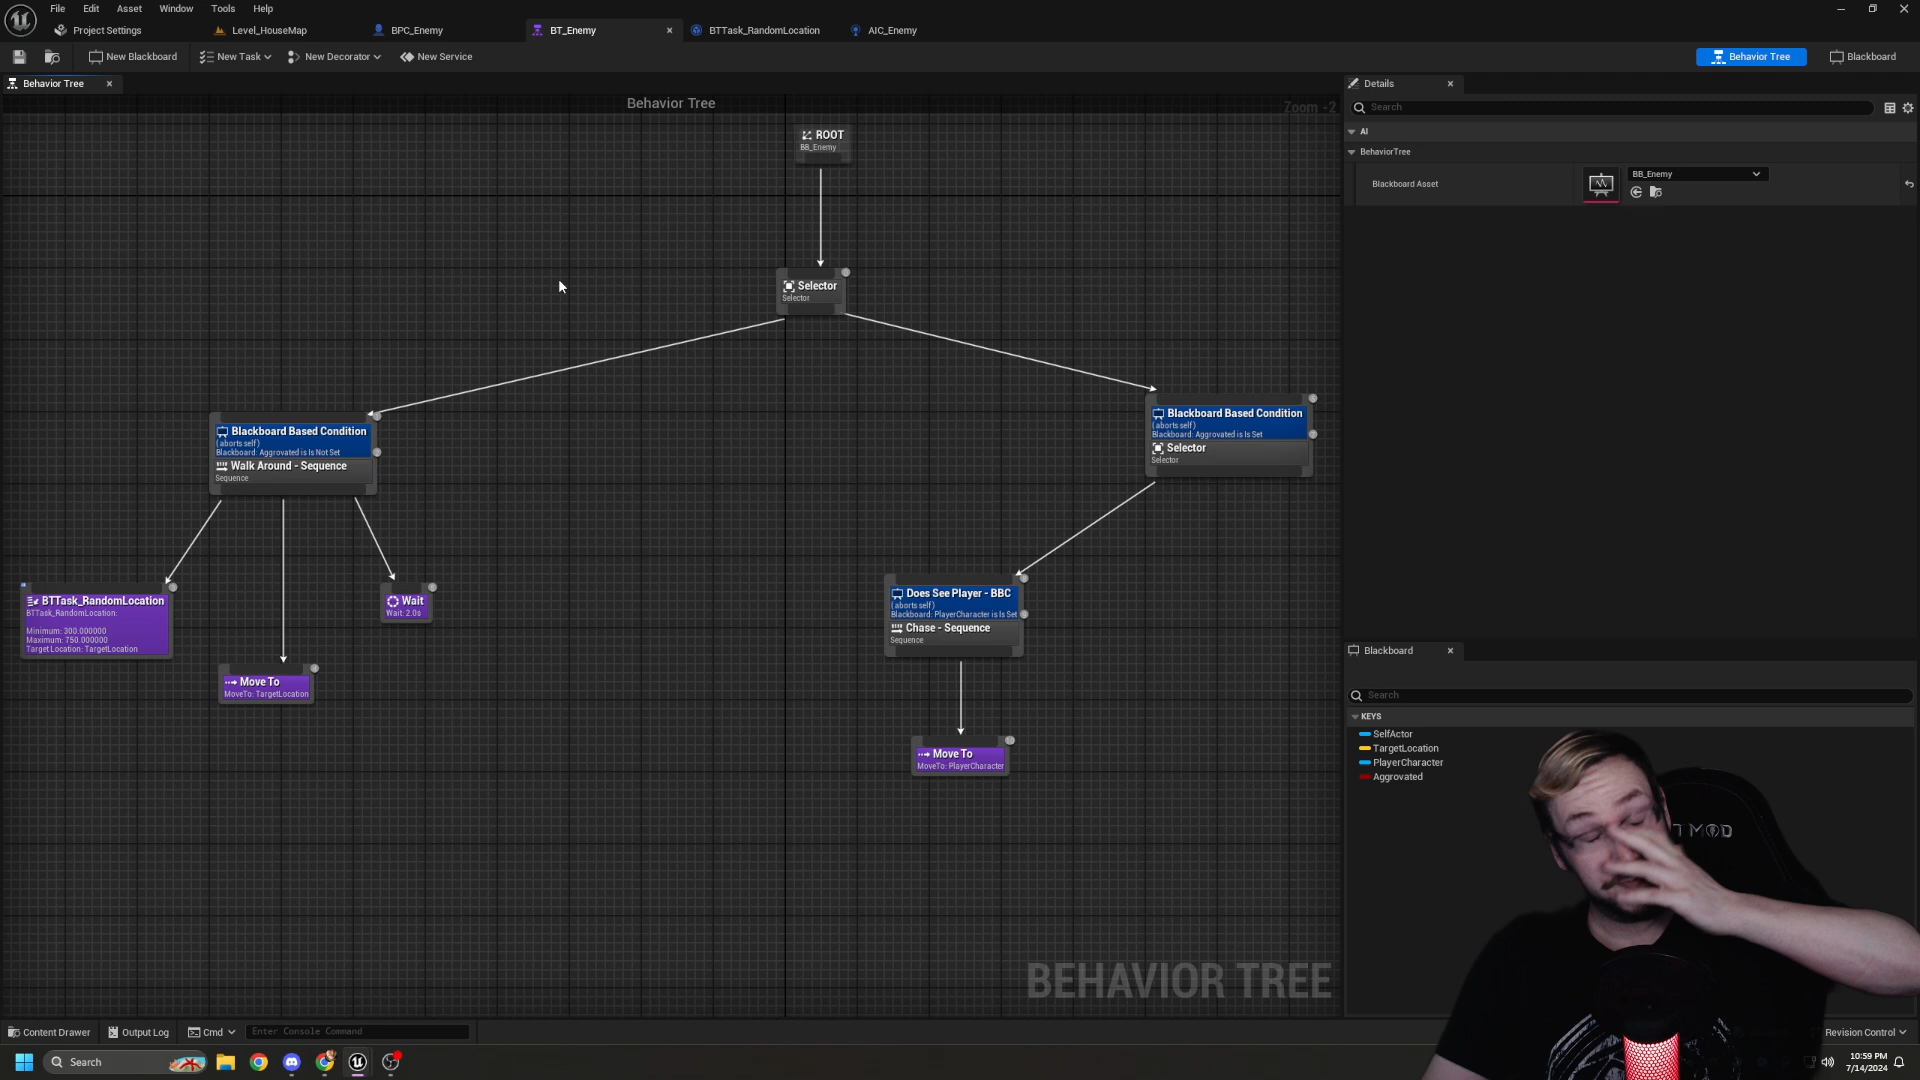 File Edit Asset Window Tools Help
Project Settings Level_HouseMap BPC_Enemy BT_Enemy BTTask_RandomLocation AIC_Enemy
New Blackboard New Task New Decorator New Service Behavior Tree Blackboard
Behavior Tree
Behavior Tree
Zoom -2
ROOT
BB_Enemy
Selector
Selector
Blackboard Based Condition
(aborts self)
Blackboard: Aggrovated is Is Not Set
Walk Around - Sequence
Sequence
Blackboard Based Condition
(aborts self)
Blackboard: Aggrovated is Is Set
Selector
Selector
BTTask_RandomLocation
BTTask_RandomLocation:
Minimum: 300.000000
Maximum: 750.000000
Target Location: TargetLocation
Wait
Wait: 2.0s
Move To
MoveTo: TargetLocation
Does See Player - BBC
(aborts self)
Blackboard: PlayerCharacter is Is Set
Chase - Sequence
Sequence
Move To
MoveTo: PlayerCharacter
BEHAVIOR TREE
Details
Search
AI
BehaviorTree
Blackboard Asset
BB_Enemy
Blackboard
Search
KEYS
SelfActor
TargetLocation
PlayerCharacter
Aggrovated
Content Drawer Output Log Cmd Enter Console Command Revision Control
Search
10:59 PM
7/14/2024